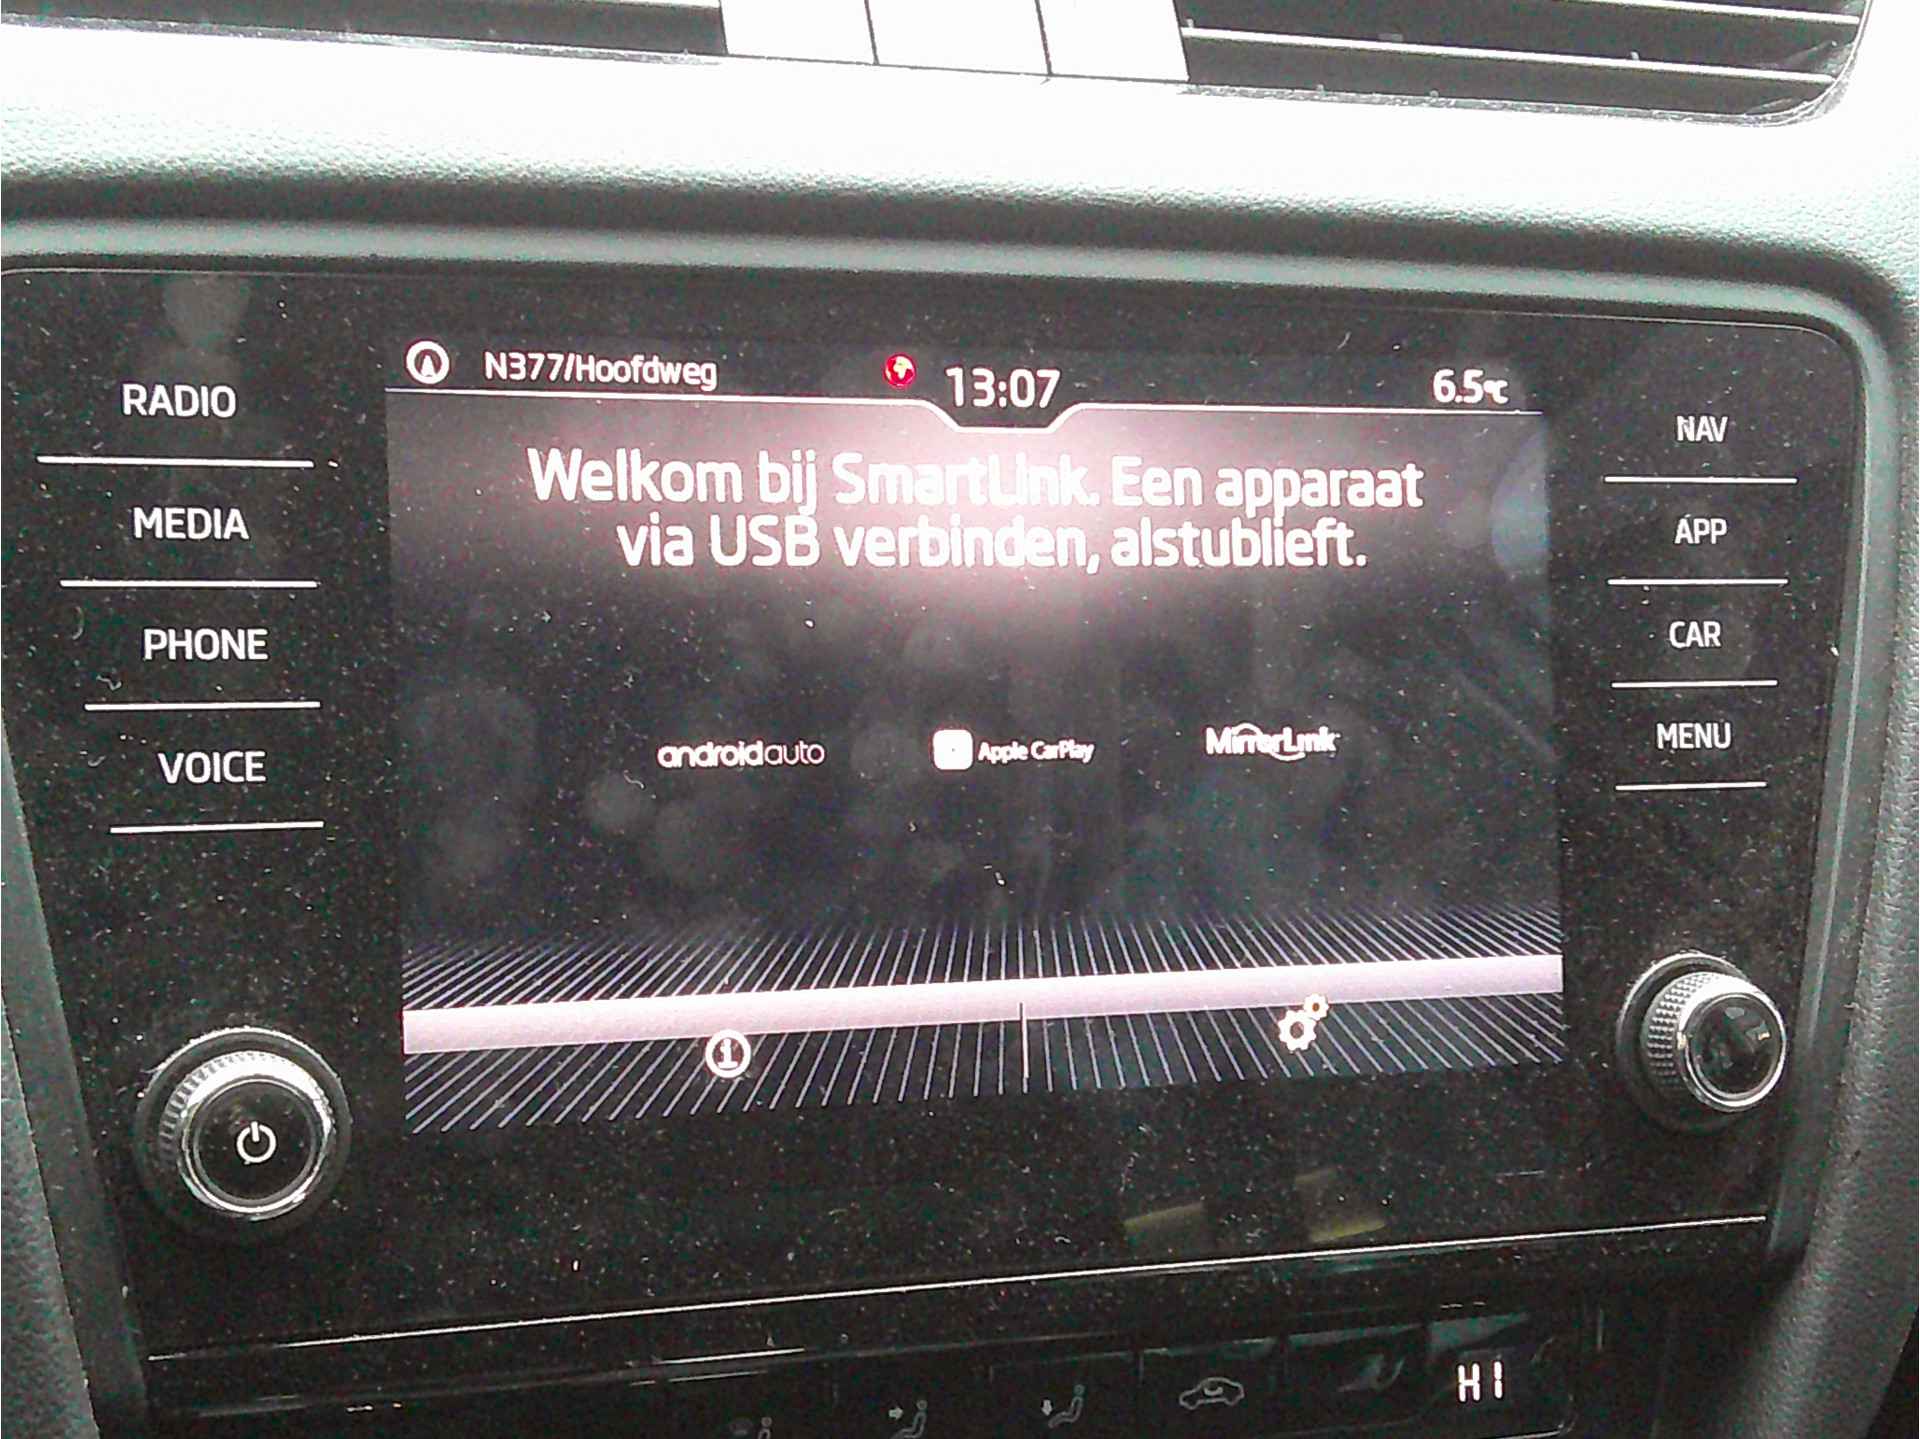 N377/Hoofdweg 13:07 6.5°C
Welkom bij SmartLink. Een apparaat
via USB verbinden, alstublieft.
androidauto Apple CarPlay MirrorLink
RADIO
MEDIA
PHONE
VOICE
NAV
APP
CAR
MENU
HI